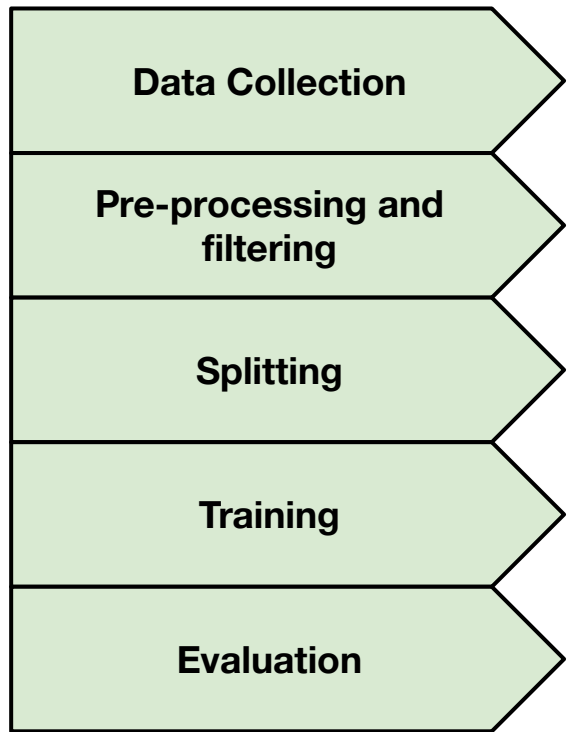 Data Collection
Pre-processing and
filtering
Splitting
Training
Evaluation